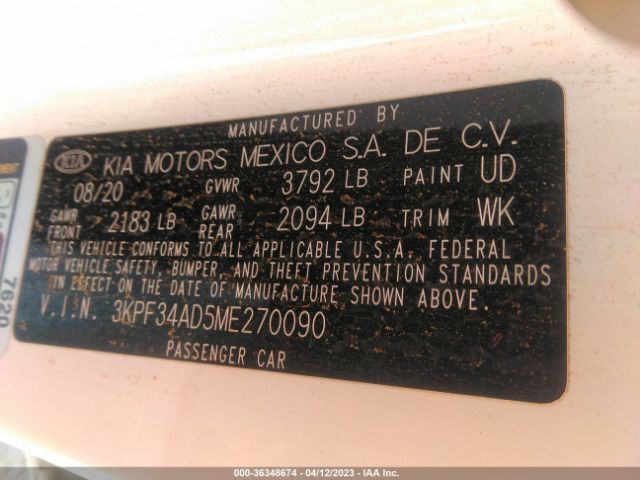 MANUFACTURED BY
KIA KIA MOTORS MEXICO S.A. DE C.V.
08/20 GVWR 3792 LB PAINT UD
GAWR FRONT 2183 LB GAWR REAR 2094 LB TRIM WK
THIS VEHICLE CONFORMS TO ALL APPLICABLE U.S.A. FEDERAL
MOTOR VEHICLE SAFETY, BUMPER, AND THEFT PREVENTION STANDARDS
IN EFFECT ON THE DATE OF MANUFACTURE SHOWN ABOVE.
V.I.N. 3KPF34AD5ME270090
PASSENGER CAR
7620
000-36348674 - 04/12/2023 - IAA Inc.